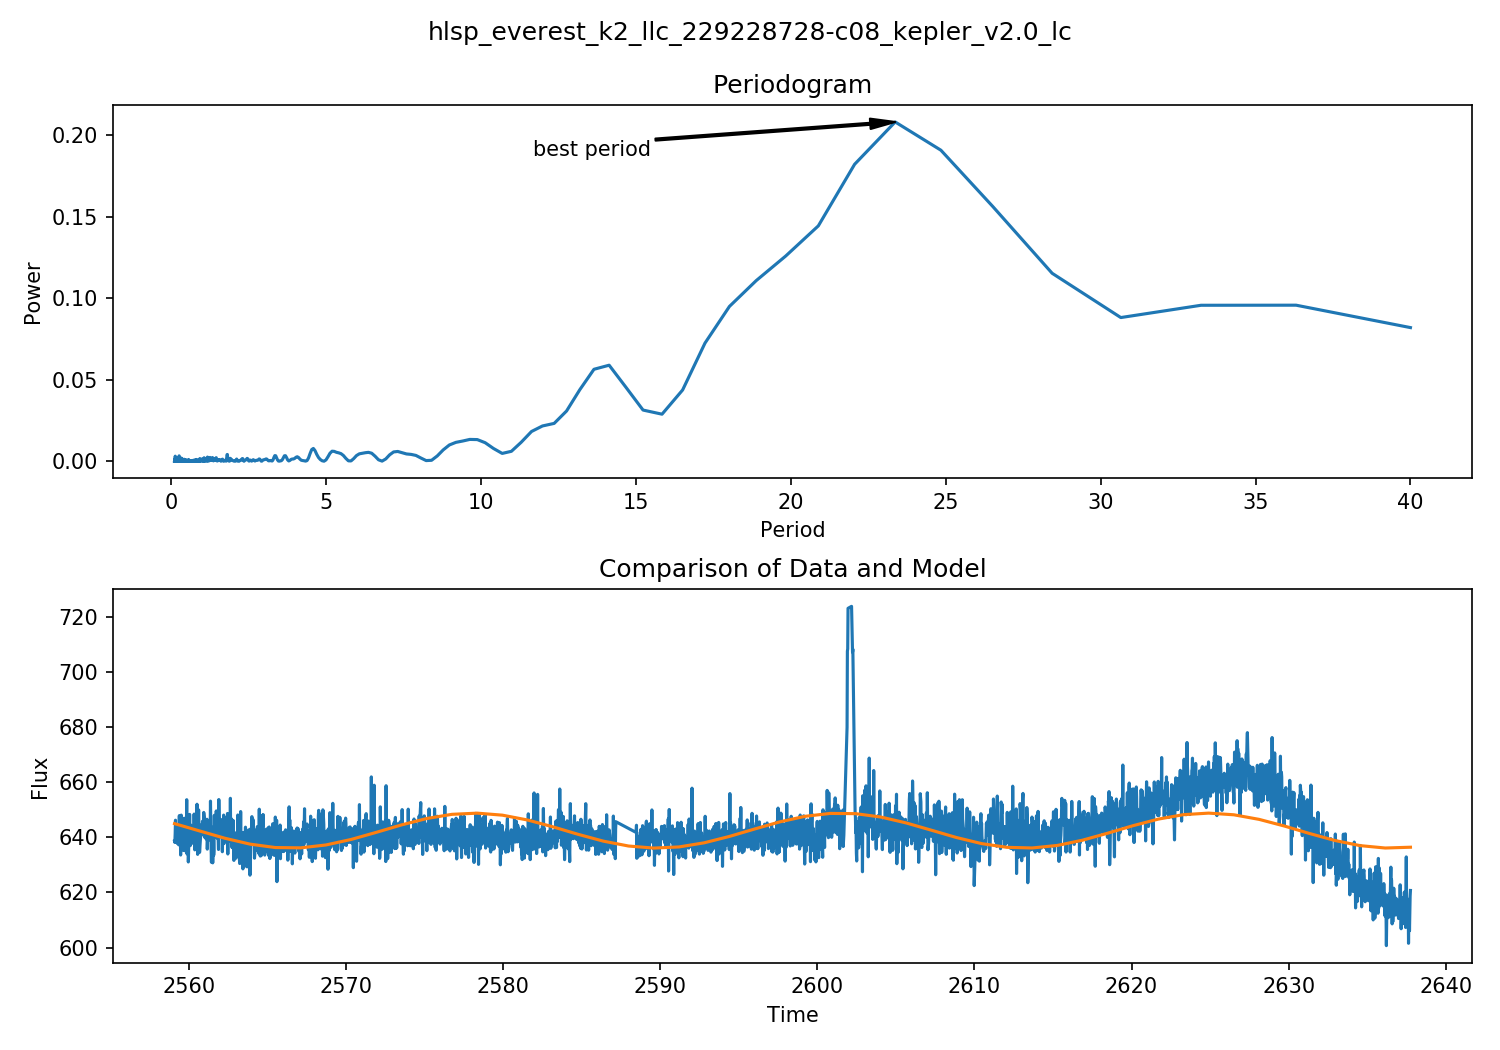 hlsp_everest_k2_llc_229228728-c08_kepler_v2.0_lc
Periodogram
0.20
0.15
0.10
0.05
0.00
Power
best period
0 5 10 15 20 25 30 35 40
Period
Comparison of Data and Model
720
700
680
660
640
620
600
Flux
2560 2570 2580 2590 2600 2610 2620 2630 2640
Time